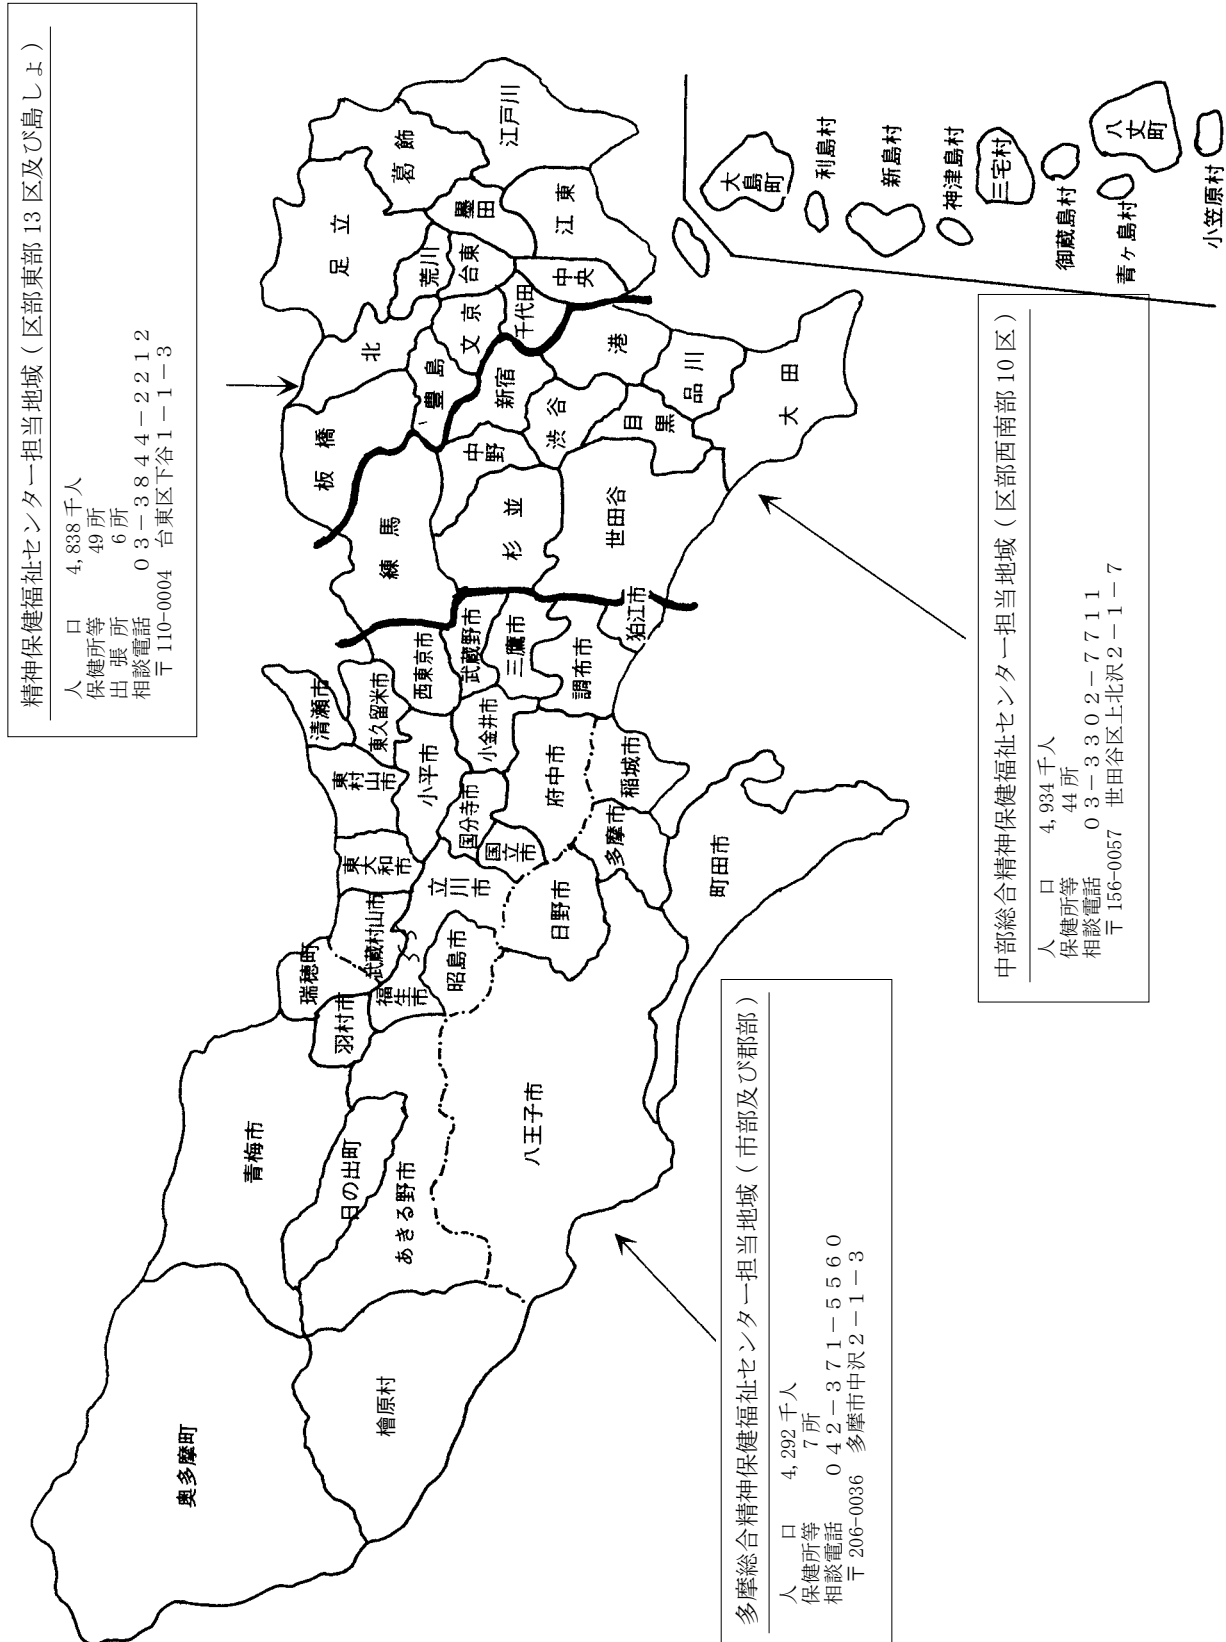 精神保健福祉センター担当地域(区部東部13区及び島しょ)
人　　口　4,838千人
保健所等　49所
出 張 所　6所
相談電話　03-3844-2212
〒110-0004　台東区下谷1-1-3
中部総合精神保健福祉センター担当地域(区部西南部10区)
人　　口　4,934千人
保健所等　44所
相談電話　03-3302-7711
〒156-0057　世田谷区上北沢2-1-7
多摩総合精神保健福祉センター担当地域(市部及び郡部)
人　　口　4,292千人
保健所等　7所
相談電話　042-371-5560
〒206-0036　多摩市中沢2-1-3
奥多摩町
檜原村
青梅市
日の出町
あきる野市
八王子市
瑞穂町
羽村市
福生市
武蔵村山市
昭島市
東大和市
立川市
日野市
東村山市
小平市
国分寺市
国立市
府中市
多摩市
稲城市
町田市
清瀬市
東久留米市
西東京市
小金井市
武蔵野市
三鷹市
調布市
狛江市
練馬
板橋
北
豊島
杉並
中野
新宿
世田谷
渋谷
目黒
品川
大田
港
足立
荒川
文京
台東
千代田
中央
葛飾
墨田
江東
江戸川
大島町
利島村
新島村
神津島村
三宅村
御蔵島村
青ヶ島村
八丈町
小笠原村